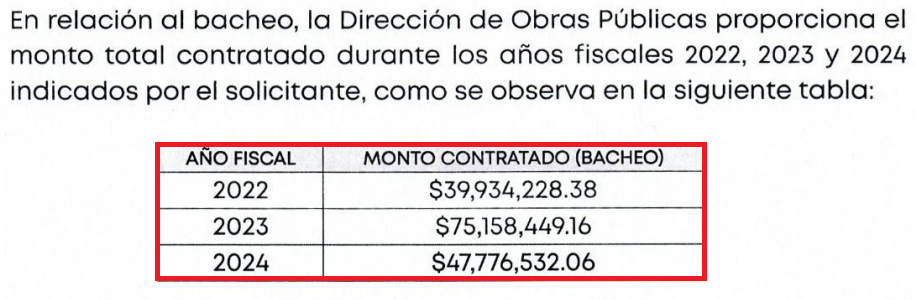 En relación al bacheo, la Dirección de Obras Públicas proporciona el
monto total contratado durante los años fiscales 2022, 2023 y 2024
indicados por el solicitante, como se observa en la siguiente tabla:
AÑO FISCAL MONTO CONTRATADO (BACHEO)
2022 $39,934,228.38
2023 $75,158,449.16
2024 $47,776,532.06